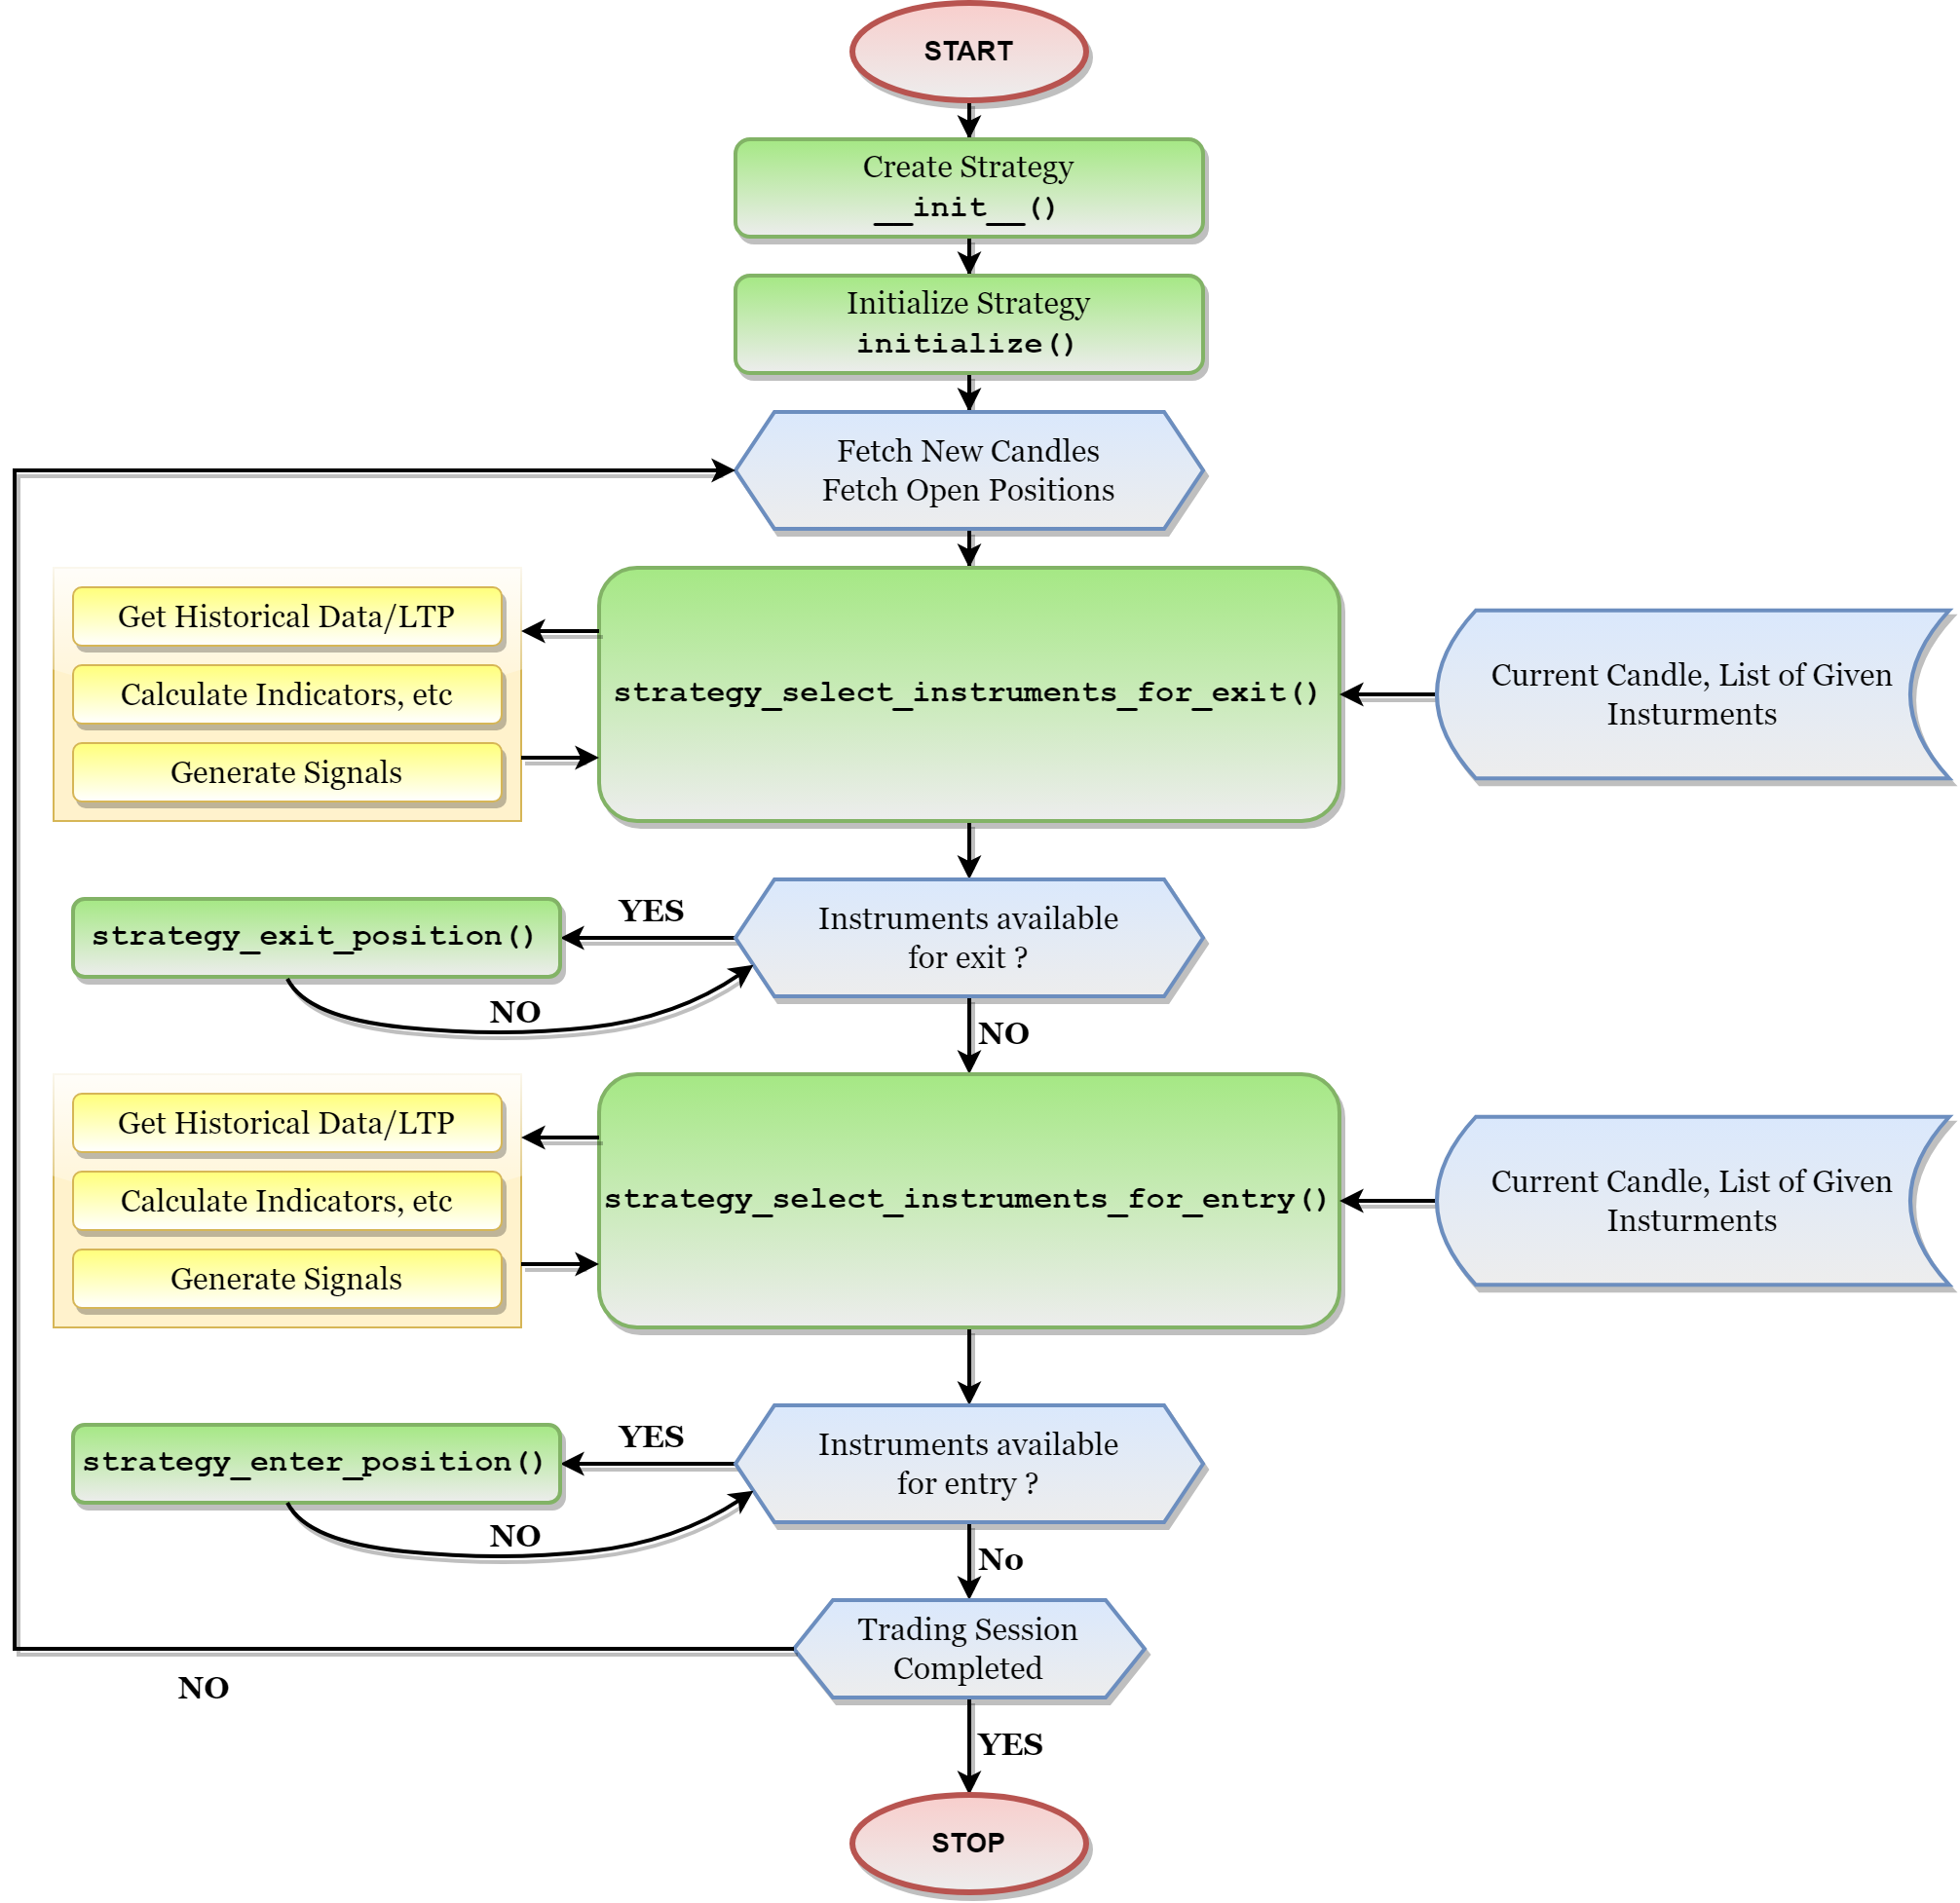 START
Create Strategy
__init__()
Initialize Strategy
initialize()
Fetch New Candles
Fetch Open Positions
Get Historical Data/LTP
Calculate Indicators, etc
Generate Signals
strategy_select_instruments_for_exit()
Current Candle, List of Given
Insturments
strategy_exit_position()
YES
NO
Instruments available
for exit ?
NO
Get Historical Data/LTP
Calculate Indicators, etc
Generate Signals
strategy_select_instruments_for_entry()
Current Candle, List of Given
Insturments
strategy_enter_position()
YES
NO
Instruments available
for entry ?
No
Trading Session
Completed
NO
YES
STOP